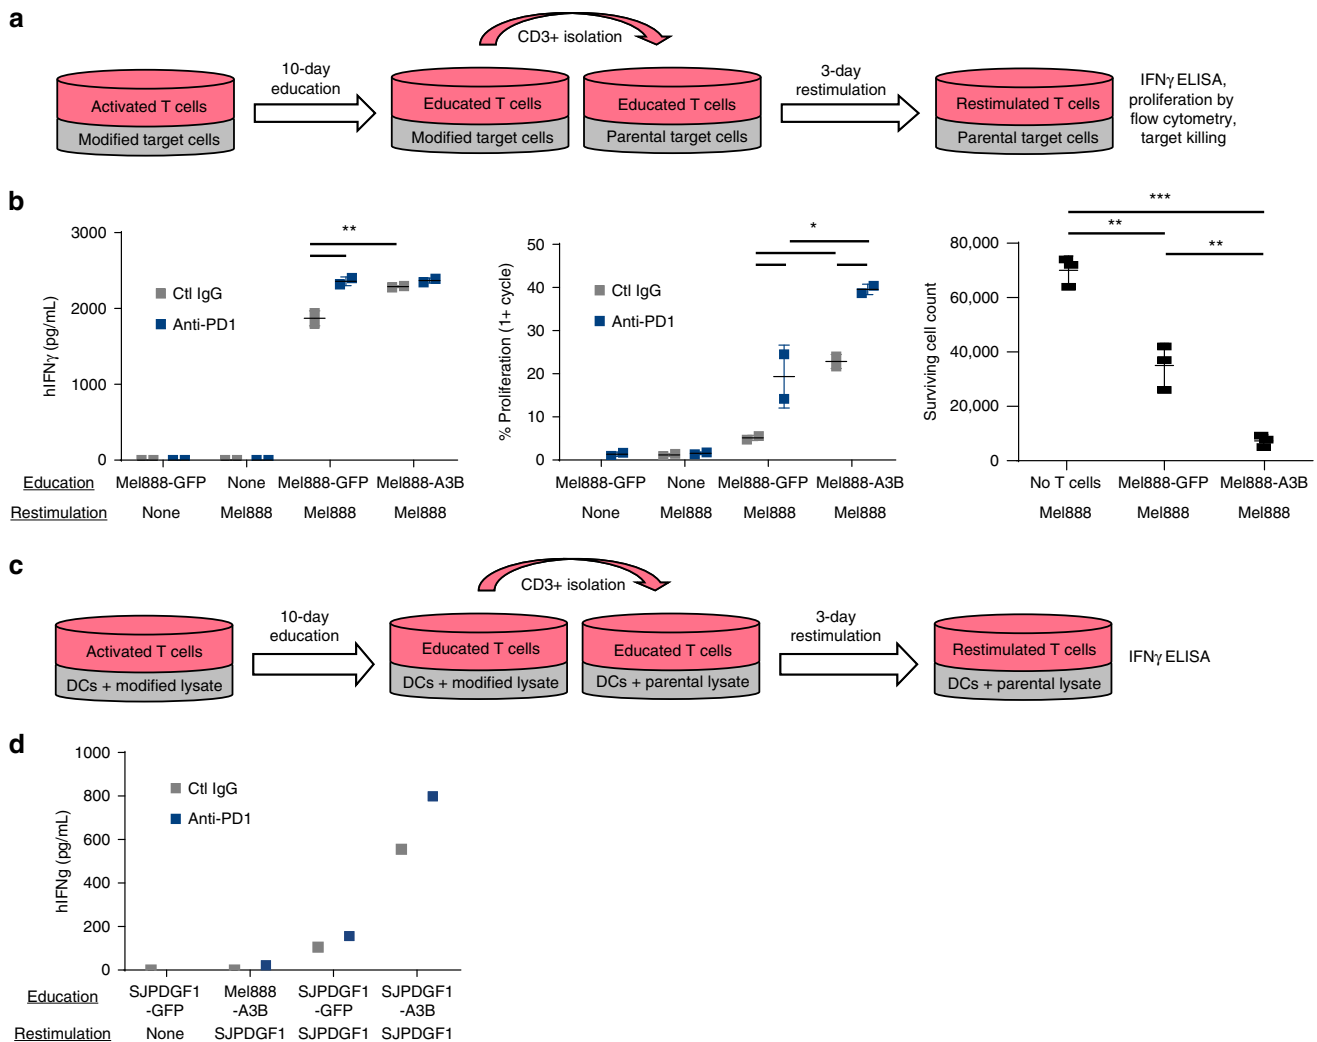 a
CD3+ isolation
10-day
education
3-day
restimulation
Activated T cells
Modified target cells
Educated T cells
Modified target cells
Educated T cells
Parental target cells
Restimulated T cells
Parental target cells
IFNγ ELISA,
proliferation by
flow cytometry,
target killing
b
hIFNγ (pg/mL)
3000
2000
1000
0
Ctl IgG
Anti-PD1
**
% Proliferation (1+ cycle)
50
40
30
20
10
0
Ctl IgG
Anti-PD1
*
Surviving cell count
80,000
60,000
40,000
20,000
0
***
**
**
Education
Mel888-GFP None Mel888-GFP Mel888-A3B
Mel888-GFP None Mel888-GFP Mel888-A3B
No T cells Mel888-GFP Mel888-A3B
Restimulation
None Mel888 Mel888 Mel888
None Mel888 Mel888 Mel888
Mel888 Mel888 Mel888
c
CD3+ isolation
10-day
education
3-day
restimulation
Activated T cells
DCs + modified lysate
Educated T cells
DCs + modified lysate
Educated T cells
DCs + parental lysate
Restimulated T cells
DCs + parental lysate
IFNγ ELISA
d
hIFNg (pg/mL)
1000
800
600
400
200
0
Ctl IgG
Anti-PD1
Education
SJPDGF1 Mel888 SJPDGF1 SJPDGF1
-GFP -A3B -GFP -A3B
Restimulation
None SJPDGF1 SJPDGF1 SJPDGF1